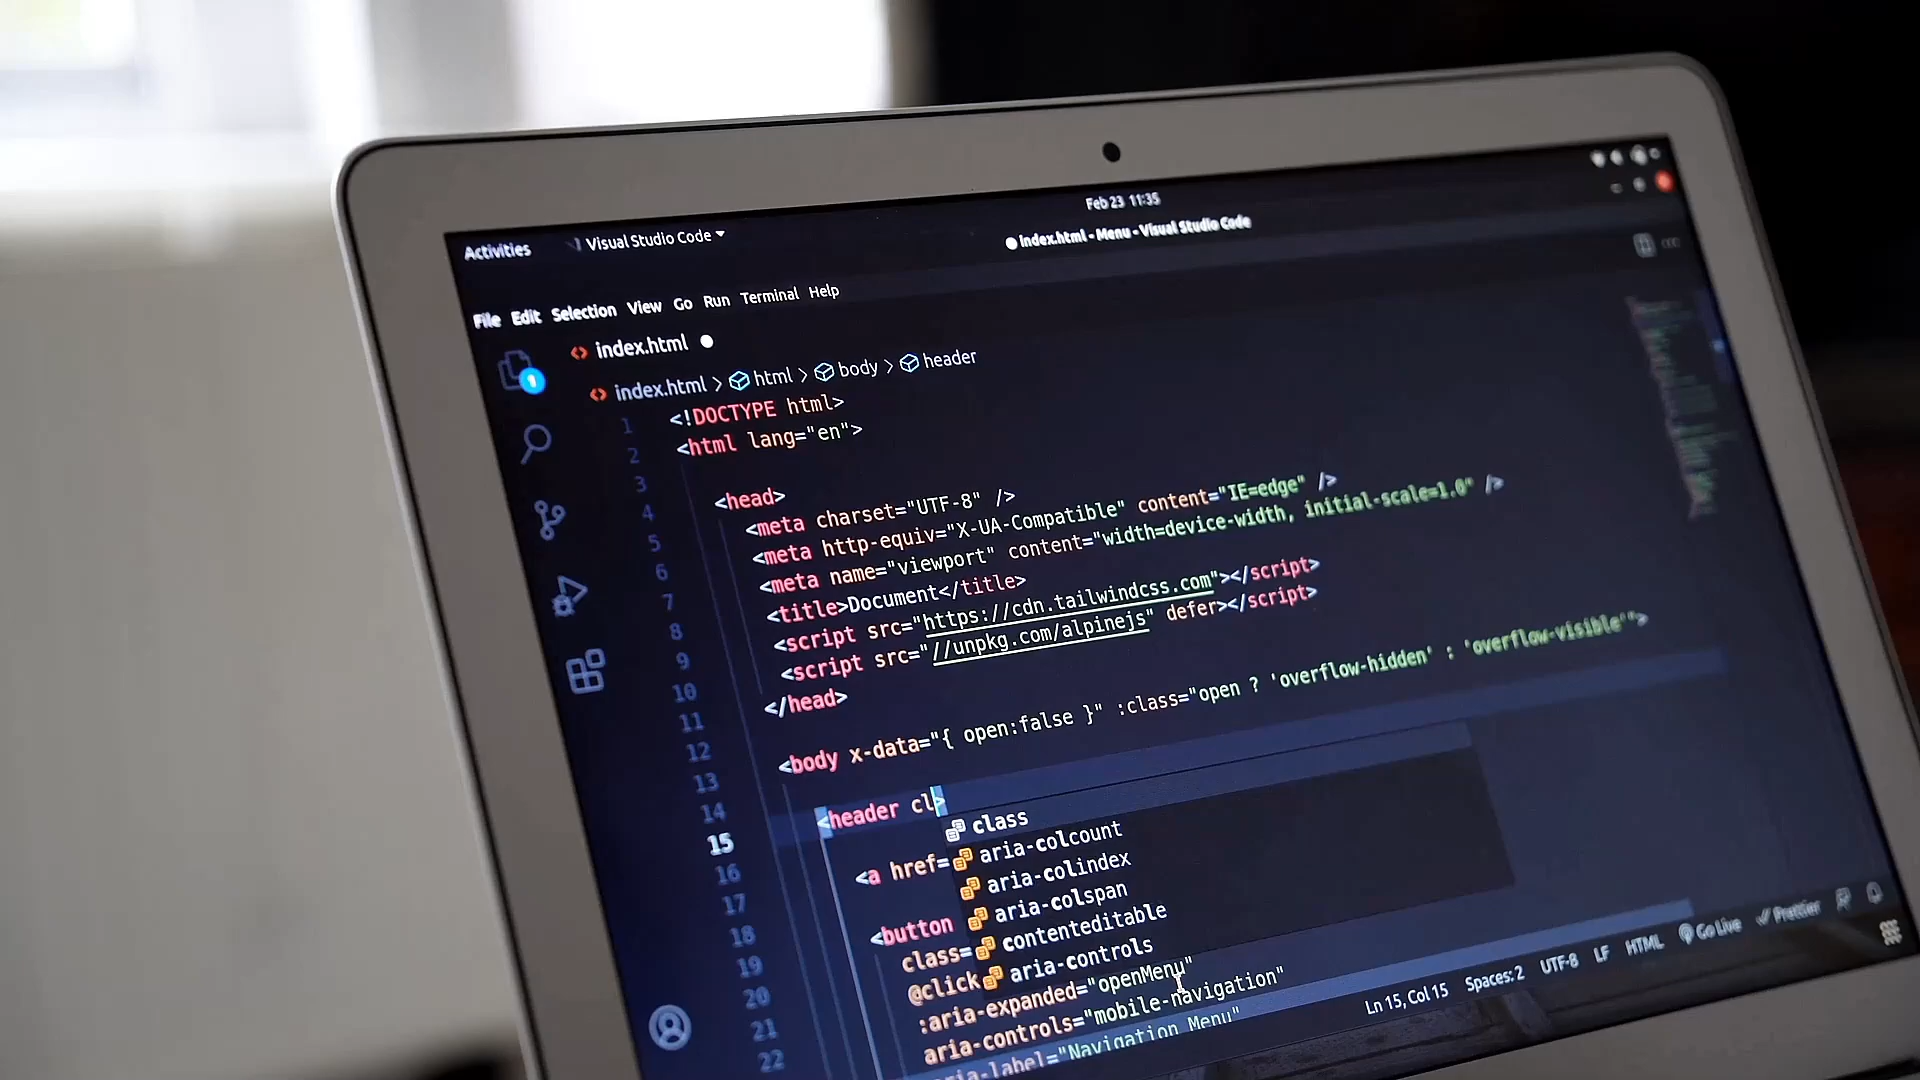 Feb 23 11:35
Activities
Visual Studio Code
index.html - Menu - Visual Studio Code
File Edit Selection View Go Run Terminal Help
index.html
index.html > html > body > header
1 <!DOCTYPE html>
2 <html lang="en">
3
4 <head>
5 <meta charset="UTF-8" />
6 <meta http-equiv="X-UA-Compatible" content="IE=edge" />
7 <meta name="viewport" content="width=device-width, initial-scale=1.0" />
8 <title>Document</title>
9 <script src="https://cdn.tailwindcss.com"></script>
10 <script src="//unpkg.com/alpinejs" defer></script>
11 </head>
12
13 <body x-data="{ open:false }" :class="open ? 'overflow-hidden' : 'overflow-visible'">
14
15 <header cl>
class
16
aria-colcount
17 <a href=
aria-colindex
18
aria-colspan
19 <button
contenteditable
20 class=
aria-controls
21 @click
22 :aria-expanded="openMenu"
aria-controls="mobile-navigation"
aria-label="Navigation Menu"
Ln 15, Col 15 Spaces: 2 UTF-8 LF HTML Go Live Prettier